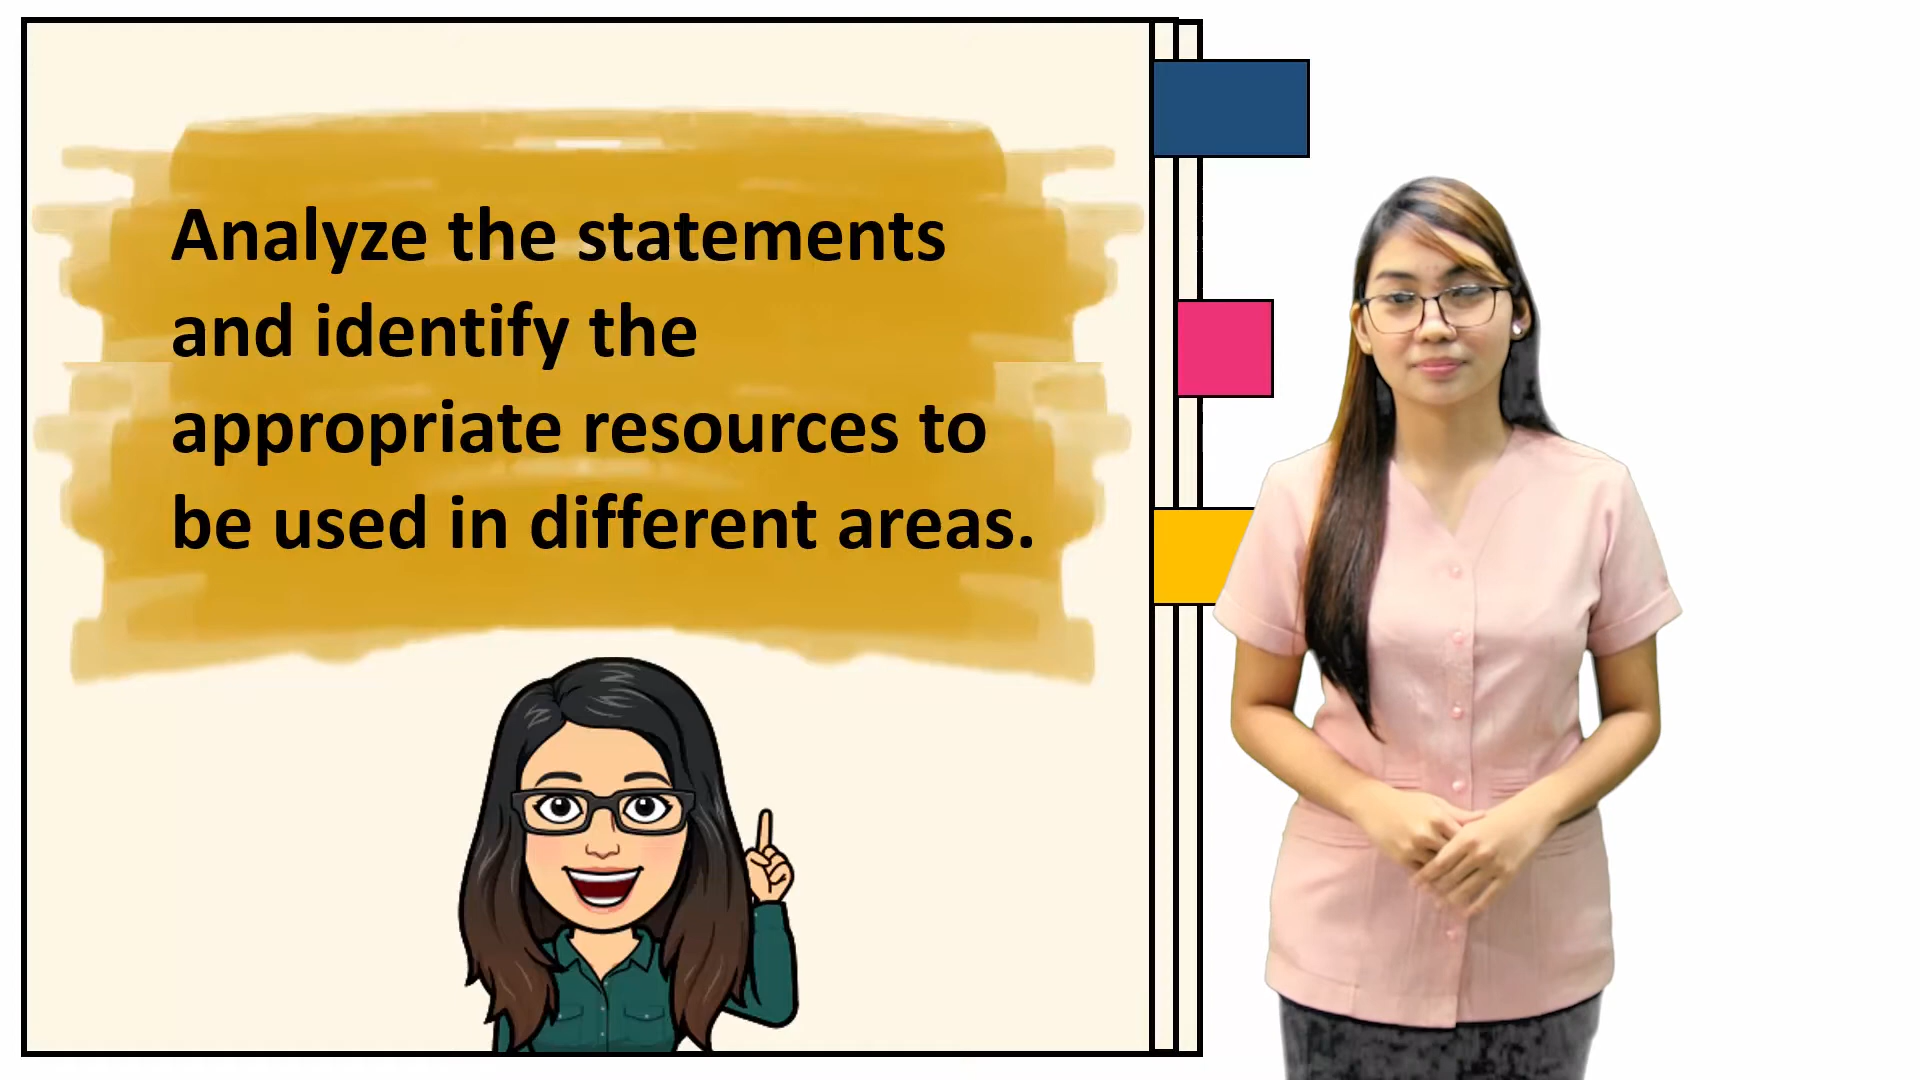 Analyze the statements
and identify the
appropriate resources to
be used in different areas.